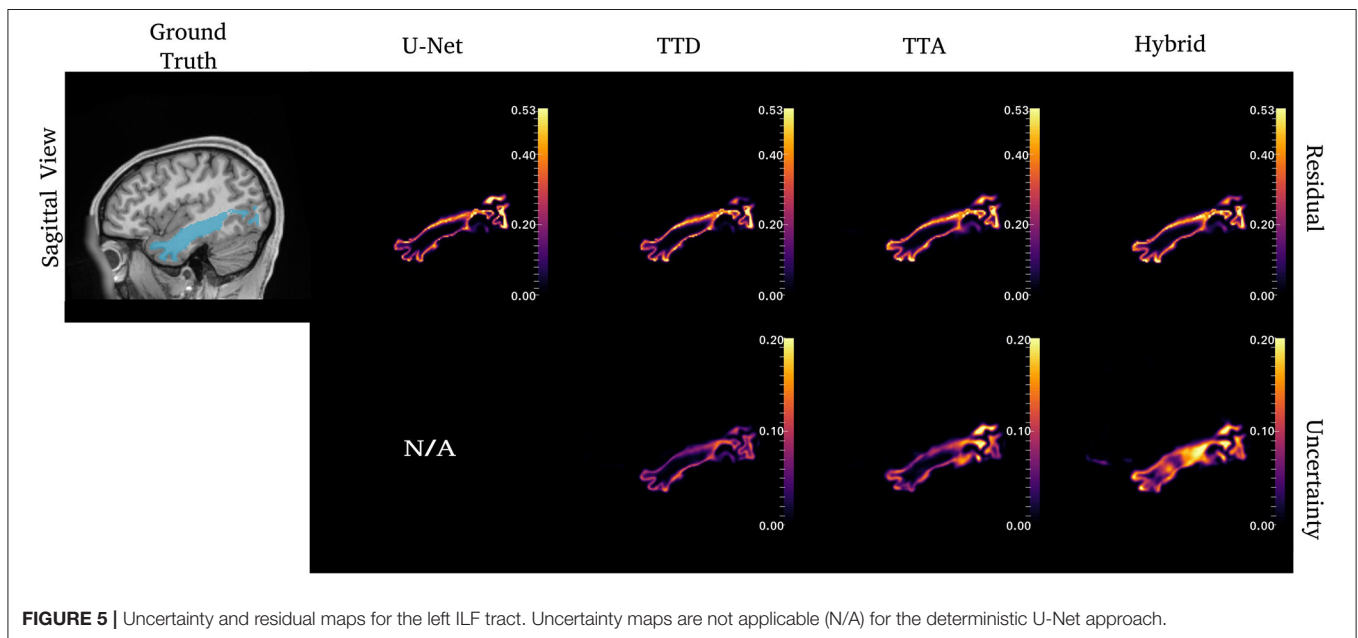 Ground
Truth
U-Net
TTD
TTA
Hybrid
Sagittal View
0.53
0.40
0.20
0.00
0.53
0.40
0.20
0.00
0.53
0.40
0.20
0.00
0.53
0.40
0.20
0.00
Residual
N/A
0.20
0.10
0.00
0.20
0.10
0.00
0.20
0.10
0.00
Uncertainty
FIGURE 5 | Uncertainty and residual maps for the left ILF tract. Uncertainty maps are not applicable (N/A) for the deterministic U-Net approach.